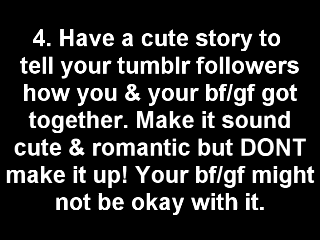 4. Have a cute story to
tell your tumblr followers
how you & your bf/gf got
together. Make it sound
cute & romantic but DONT
make it up! Your bf/gf might
not be okay with it.